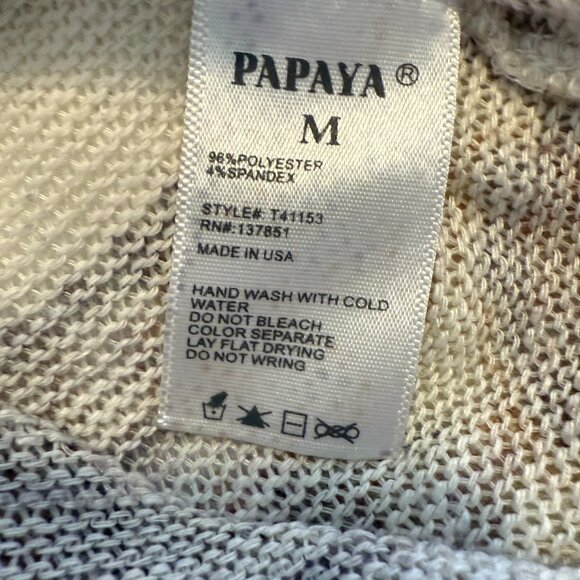 PAPAYA®
M
96%POLYESTER
4%SPANDEX
STYLE#: T41153
RN#:137851
MADE IN USA
HAND WASH WITH COLD
WATER
DO NOT BLEACH
COLOR SEPARATE
LAY FLAT DRYING
DO NOT WRING